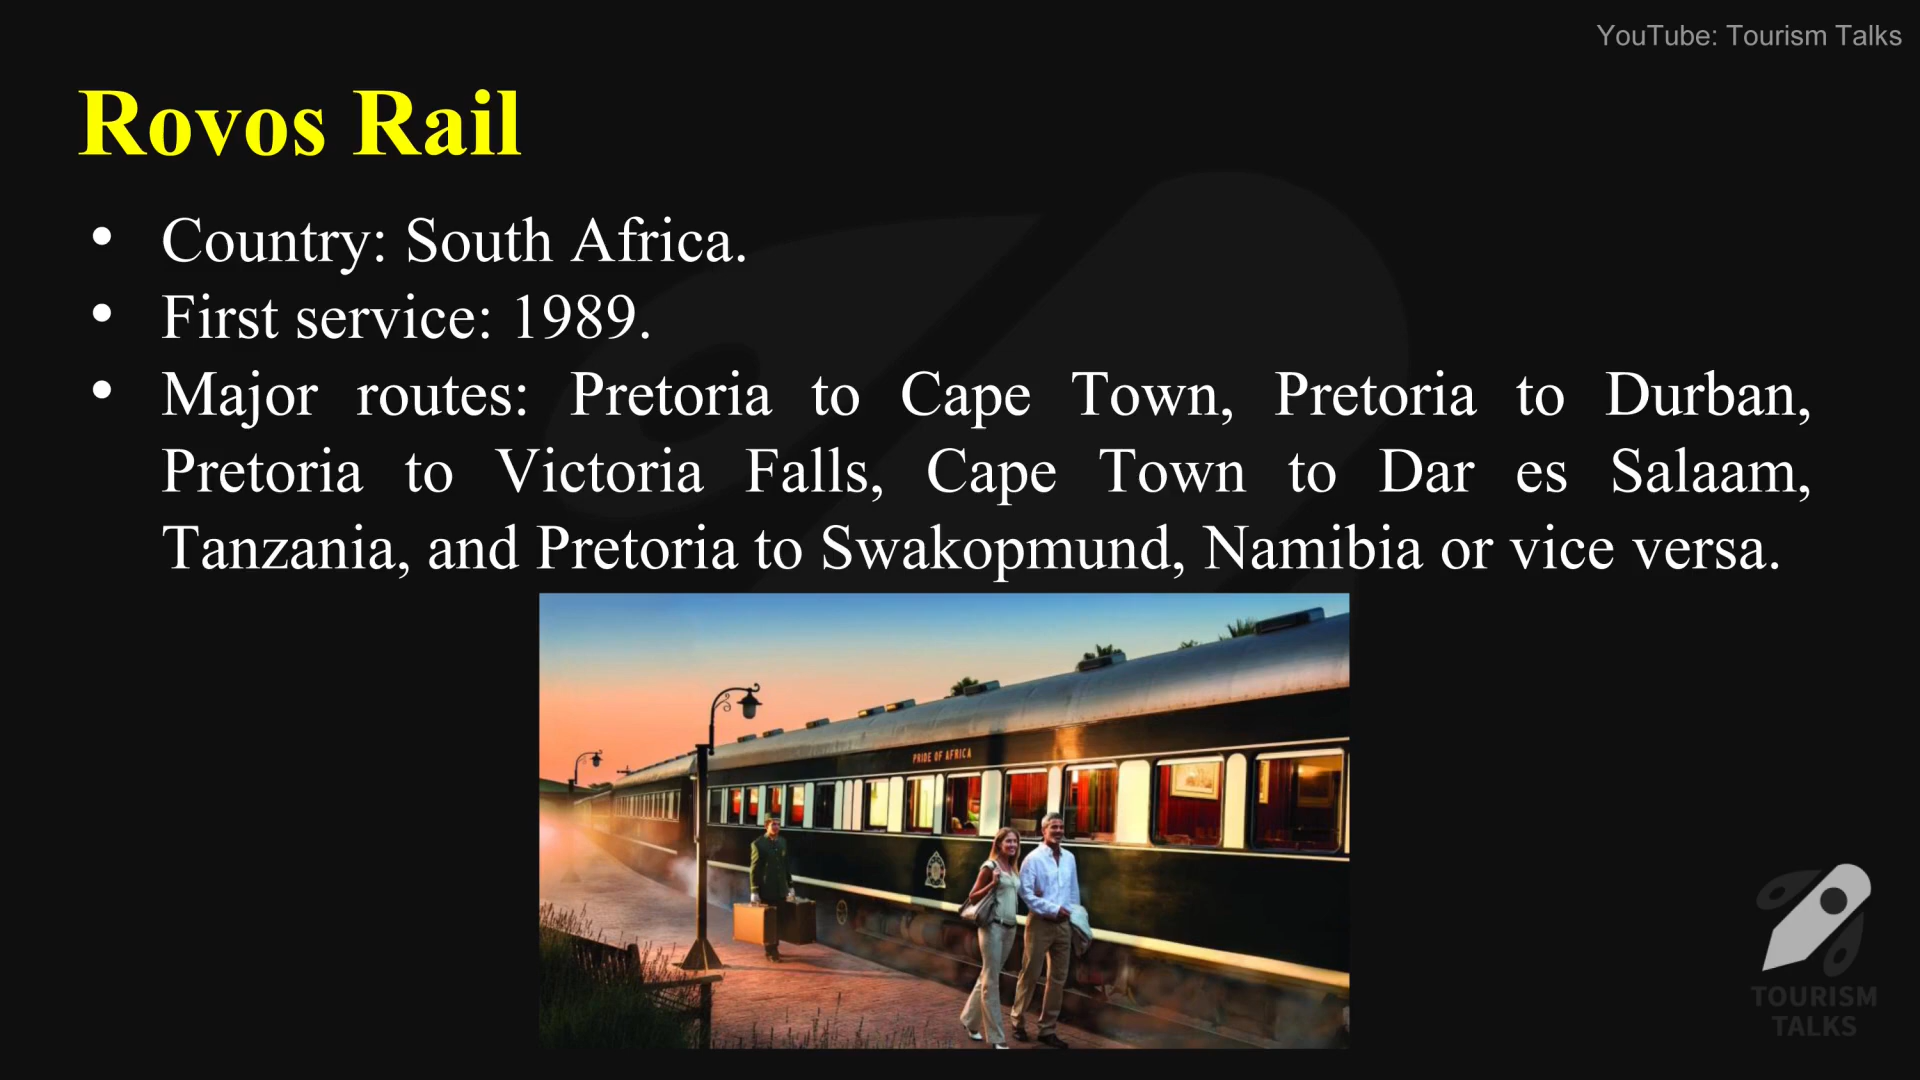 YouTube: Tourism Talks
Rovos Rail
• Country: South Africa.
• First service: 1989.
• Major routes: Pretoria to Cape Town, Pretoria to Durban,
Pretoria to Victoria Falls, Cape Town to Dar es Salaam,
Tanzania, and Pretoria to Swakopmund, Namibia or vice versa.
PRIDE OF AFRICA
TOURISM
TALKS